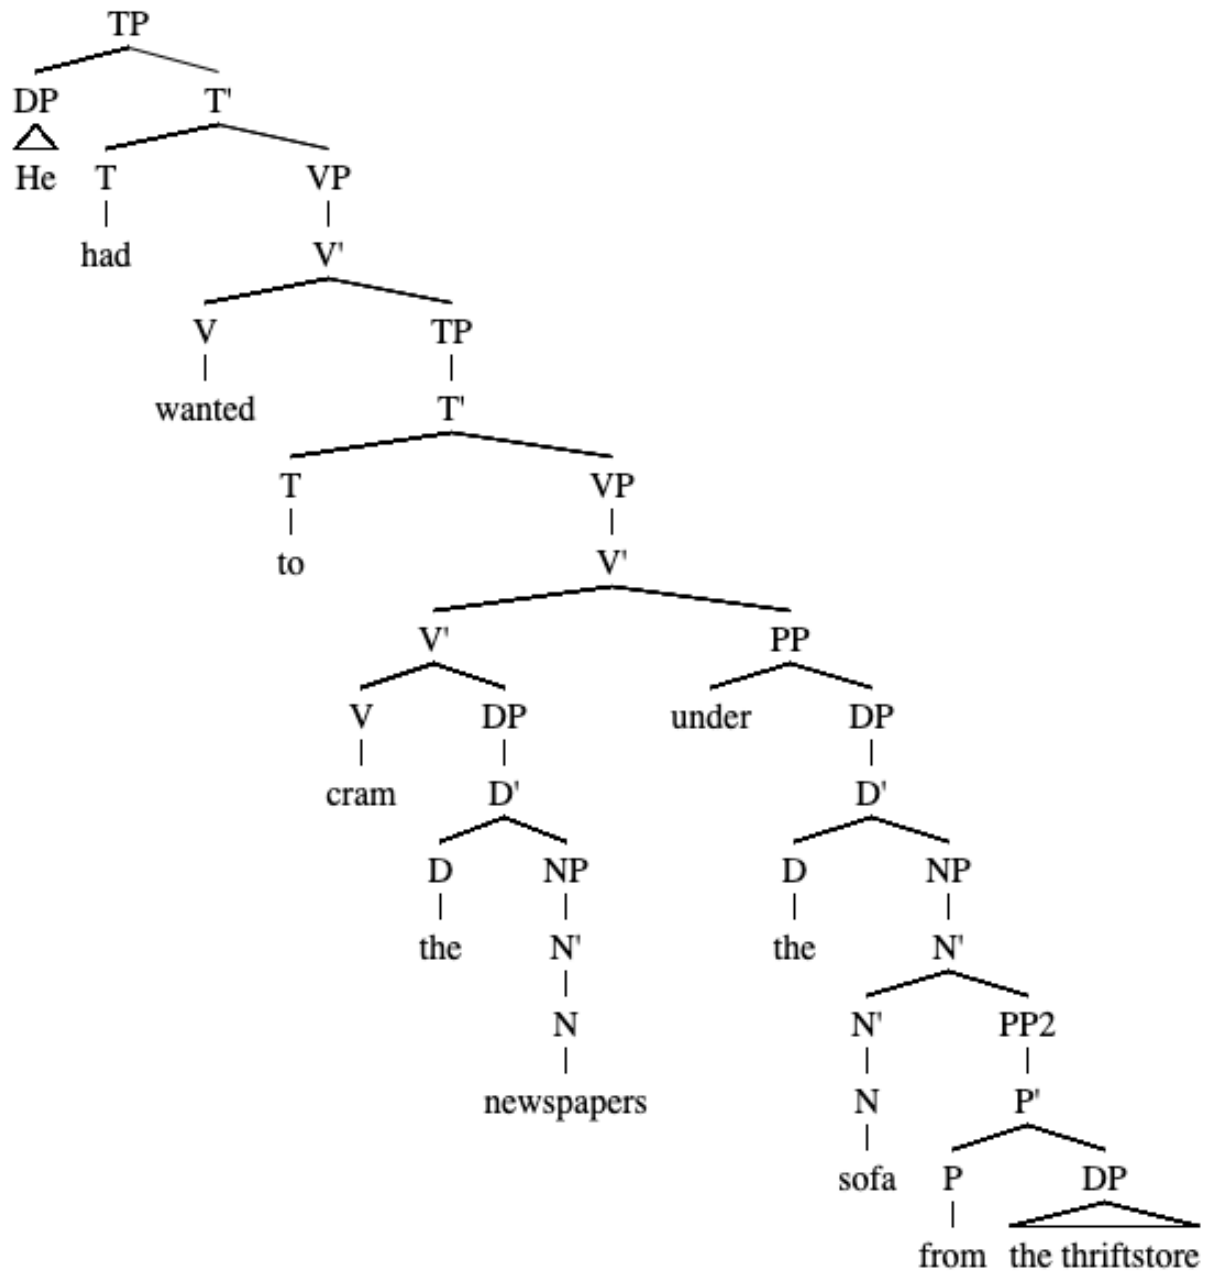 TP
DP T'
He T VP
had V'
V TP
wanted T'
T VP
to V'
V' PP
V DP under DP
cram D' D'
D NP D NP
the N' the N'
N N' PP2
newspapers N P'
sofa P DP
from the thriftstore